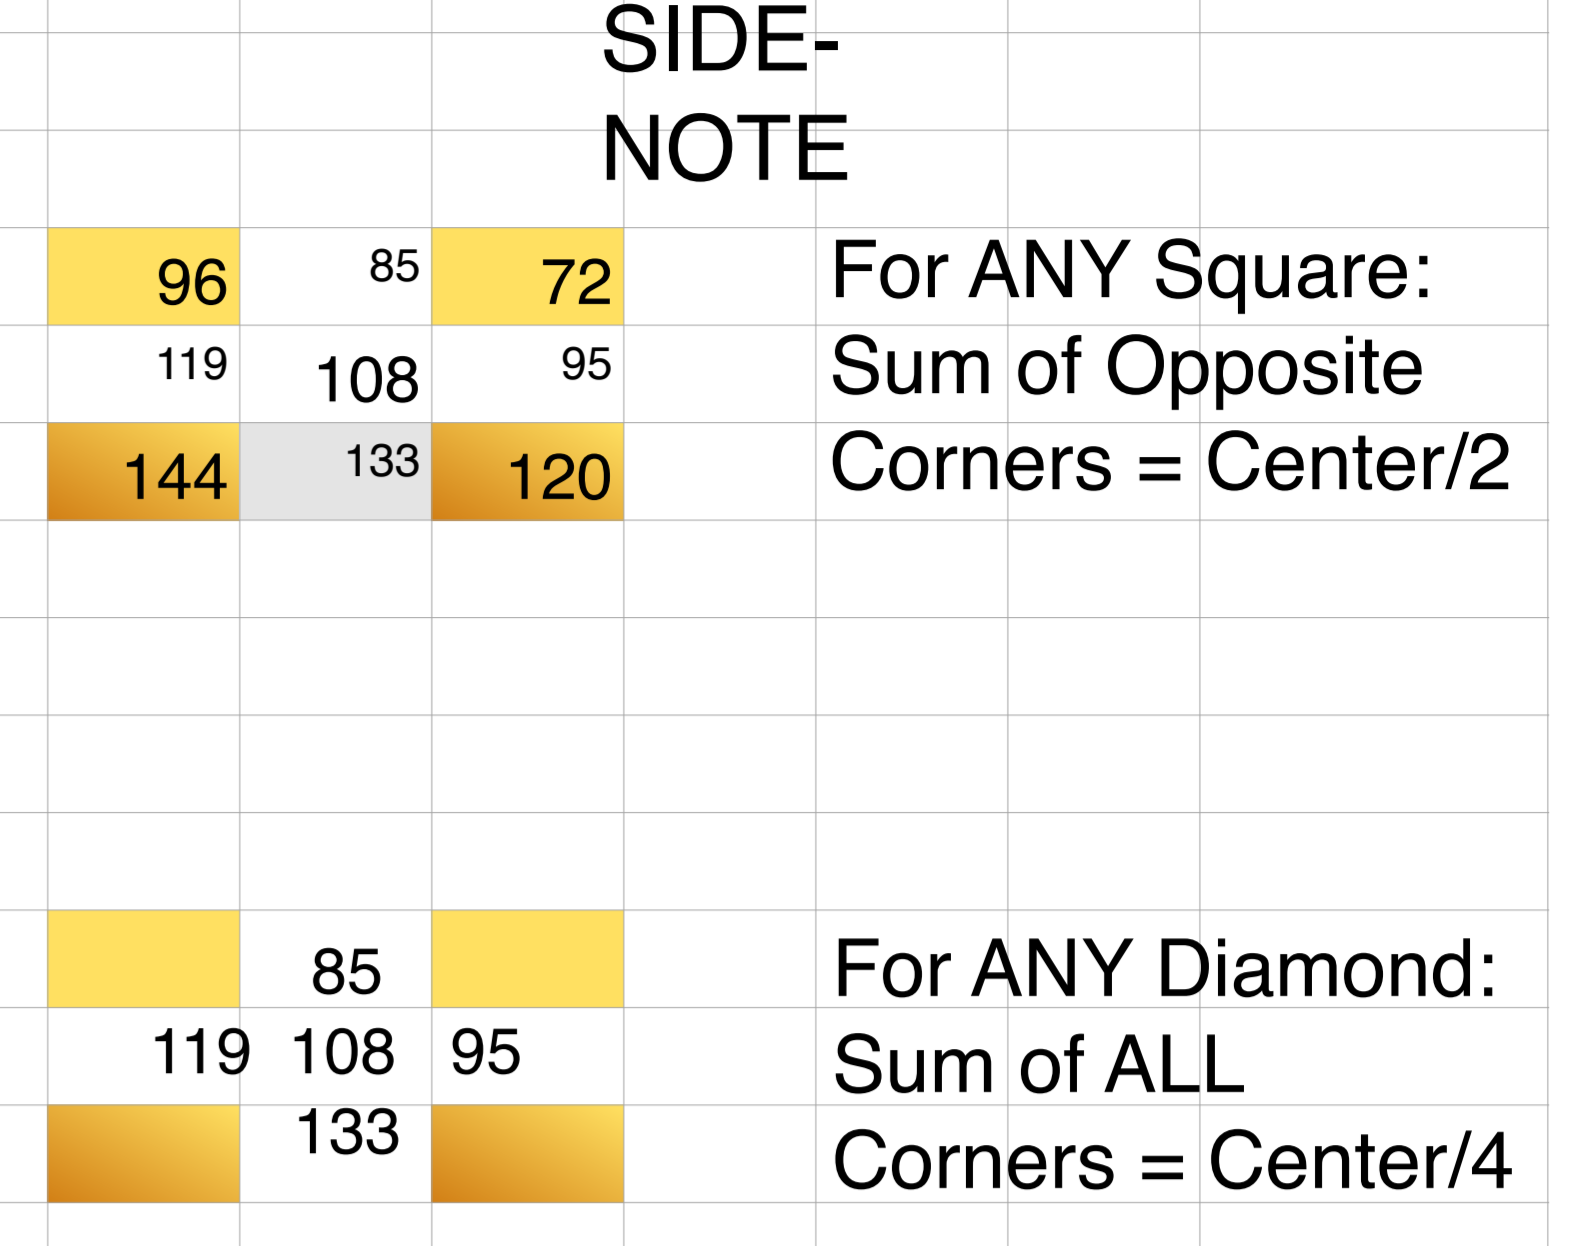 SIDE-
NOTE
96 85 72 For ANY Square:
119 108 95 Sum of Opposite
144 133 120 Corners = Center/2
85 For ANY Diamond:
119 108 95 Sum of ALL
133 Corners = Center/4